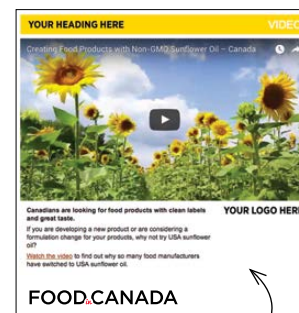 YOUR HEADING HERE
VIDEO
Creating Food Products with Non-GMO Sunflower Oil – Canada
Canadians are looking for food products with clean labels
and great taste.
YOUR LOGO HERE
If you are developing a new product or are considering a
formulation change for your products, why not try USA sunflower
oil?
Watch the video to find out why so many food manufacturers
have switched to USA sunflower oil.
FOOD in CANADA